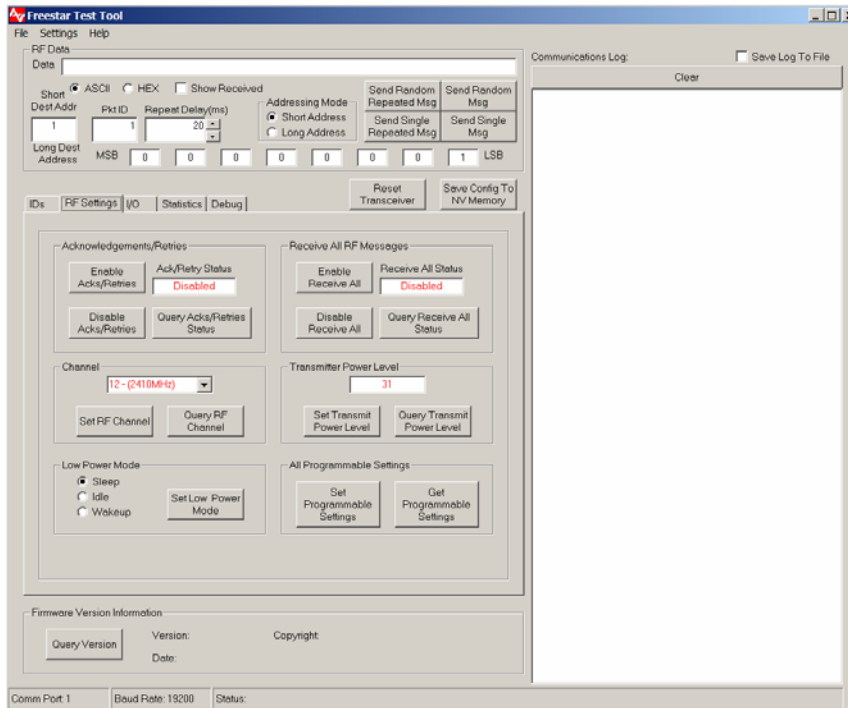 Freestar Test Tool
File Settings Help
RF Data
Data
Communications Log:
Save Log To File
Clear
ASCII HEX Show Received
Short Dest Addr
1
Pkt ID
1
Repeat Delay(ms)
20
Addressing Mode
Short Address
Long Address
Send Random Repeated Msg
Send Random Msg
Send Single Repeated Msg
Send Single Msg
Long Dest Address
MSB 0 0 0 0 0 0 0 1 LSB
Reset Transceiver
Save Config To NV Memory
IDs RF Settings I/O Statistics Debug
Acknowledgements/Retries
Enable Acks/Retries
Ack/Retry Status
Disabled
Disable Acks/Retries
Query Acks/Retries Status
Receive All RF Messages
Enable Receive All
Receive All Status
Disabled
Disable Receive All
Query Receive All Status
Channel
12 - (2410MHz)
Set RF Channel
Query RF Channel
Transmitter Power Level
31
Set Transmit Power Level
Query Transmit Power Level
Low Power Mode
Sleep
Idle
Wakeup
Set Low Power Mode
All Programmable Settings
Set Programmable Settings
Get Programmable Settings
Firmware Version Information
Query Version
Version:
Copyright
Date:
Comm Port: 1
Baud Rate: 19200
Status: